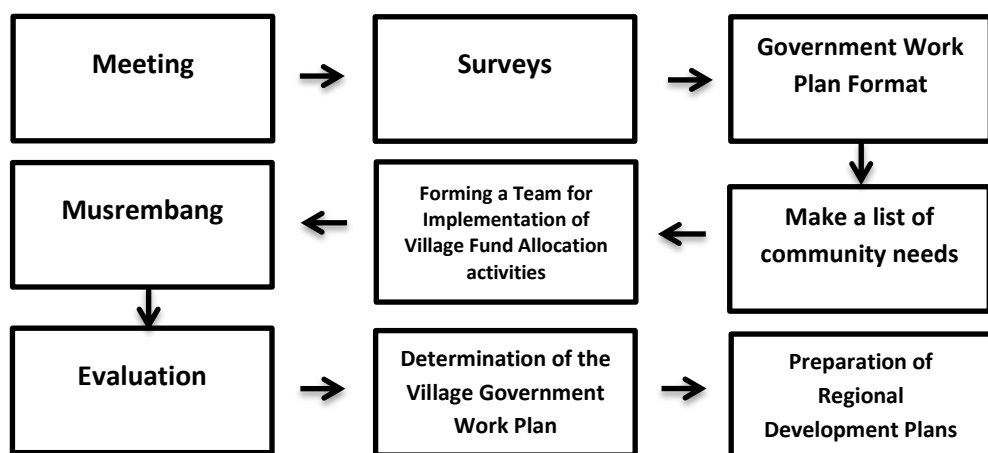 Meeting
Surveys
Government Work
Plan Format
Make a list of
community needs
Forming a Team for
Implementation of
Village Fund Allocation
activities
Musrembang
Evaluation
Determination of the
Village Government
Work Plan
Preparation of
Regional
Development Plans